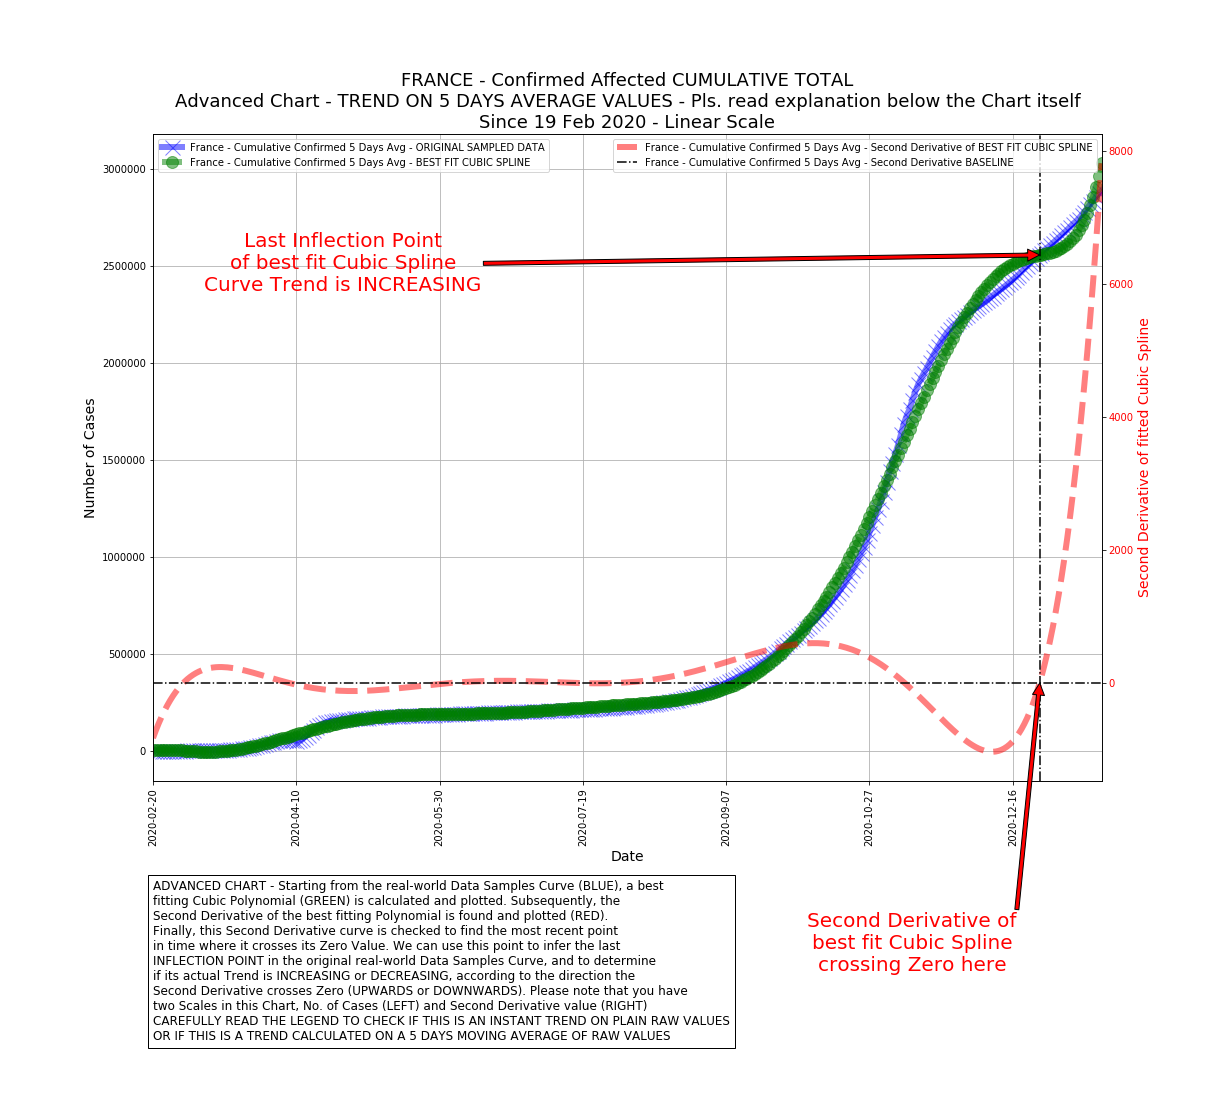 FRANCE - Confirmed Affected CUMULATIVE TOTAL
Advanced Chart - TREND ON 5 DAYS AVERAGE VALUES - Pls. read explanation below the Chart itself
Since 19 Feb 2020 - Linear Scale
France - Cumulative Confirmed 5 Days Avg - ORIGINAL SAMPLED DATA
France - Cumulative Confirmed 5 Days Avg - BEST FIT CUBIC SPLINE
France - Cumulative Confirmed 5 Days Avg - Second Derivative of BEST FIT CUBIC SPLINE
France - Cumulative Confirmed 5 Days Avg - Second Derivative BASELINE
Last Inflection Point
of best fit Cubic Spline
Curve Trend is INCREASING
Number of Cases
3000000
2500000
2000000
1500000
1000000
500000
0
8000
6000
4000
2000
0
Second Derivative of fitted Cubic Spline
2020-02-20
2020-04-10
2020-05-30
2020-07-19
2020-09-07
2020-10-27
2020-12-16
Date
ADVANCED CHART - Starting from the real-world Data Samples Curve (BLUE), a best
fitting Cubic Polynomial (GREEN) is calculated and plotted. Subsequently, the
Second Derivative of the best fitting Polynomial is found and plotted (RED).
Finally, this Second Derivative curve is checked to find the most recent point
in time where it crosses its Zero Value. We can use this point to infer the last
INFLECTION POINT in the original real-world Data Samples Curve, and to determine
if its actual Trend is INCREASING or DECREASING, according to the direction the
Second Derivative crosses Zero (UPWARDS or DOWNWARDS). Please note that you have
two Scales in this Chart, No. of Cases (LEFT) and Second Derivative value (RIGHT)
CAREFULLY READ THE LEGEND TO CHECK IF THIS IS AN INSTANT TREND ON PLAIN RAW VALUES
OR IF THIS IS A TREND CALCULATED ON A 5 DAYS MOVING AVERAGE OF RAW VALUES
Second Derivative of
best fit Cubic Spline
crossing Zero here